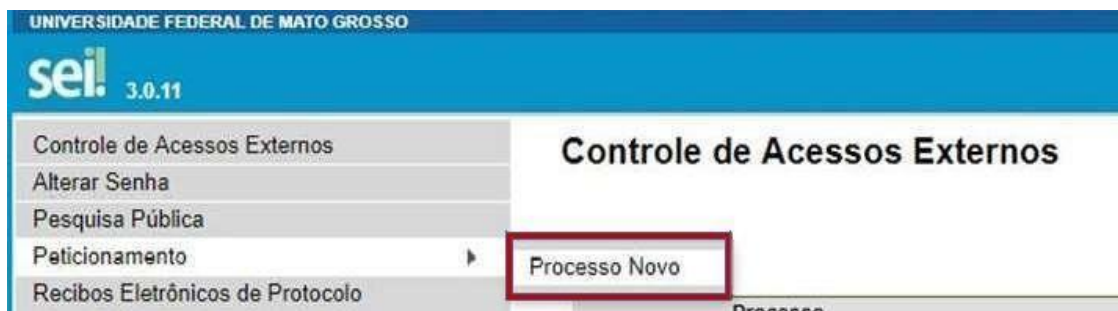 UNIVERSIDADE FEDERAL DE MATO GROSSO
sei! 3.0.11
Controle de Acessos Externos
Alterar Senha
Pesquisa Pública
Peticionamento
Recibos Eletrônicos de Protocolo
Controle de Acessos Externos
Processo Novo
Processo